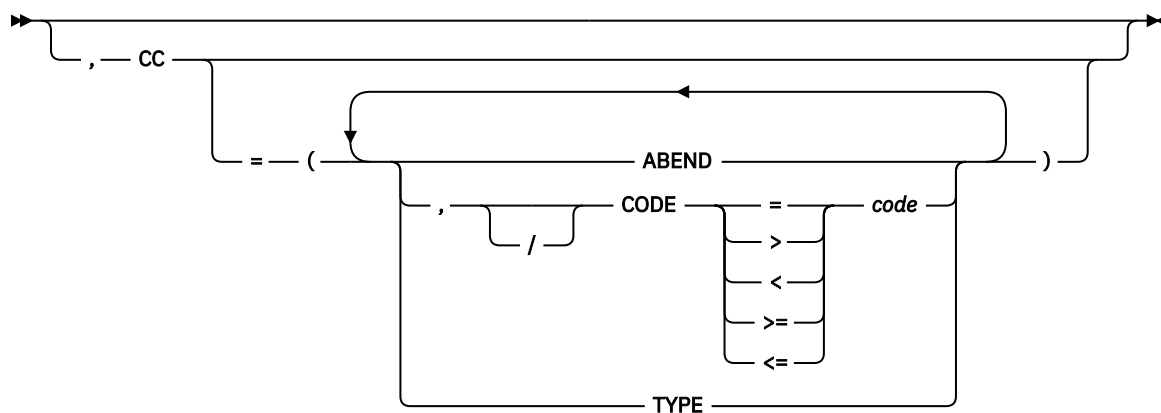 , CC
= ( ABEND )
, / CODE = code
>
<
>=
<=
TYPE